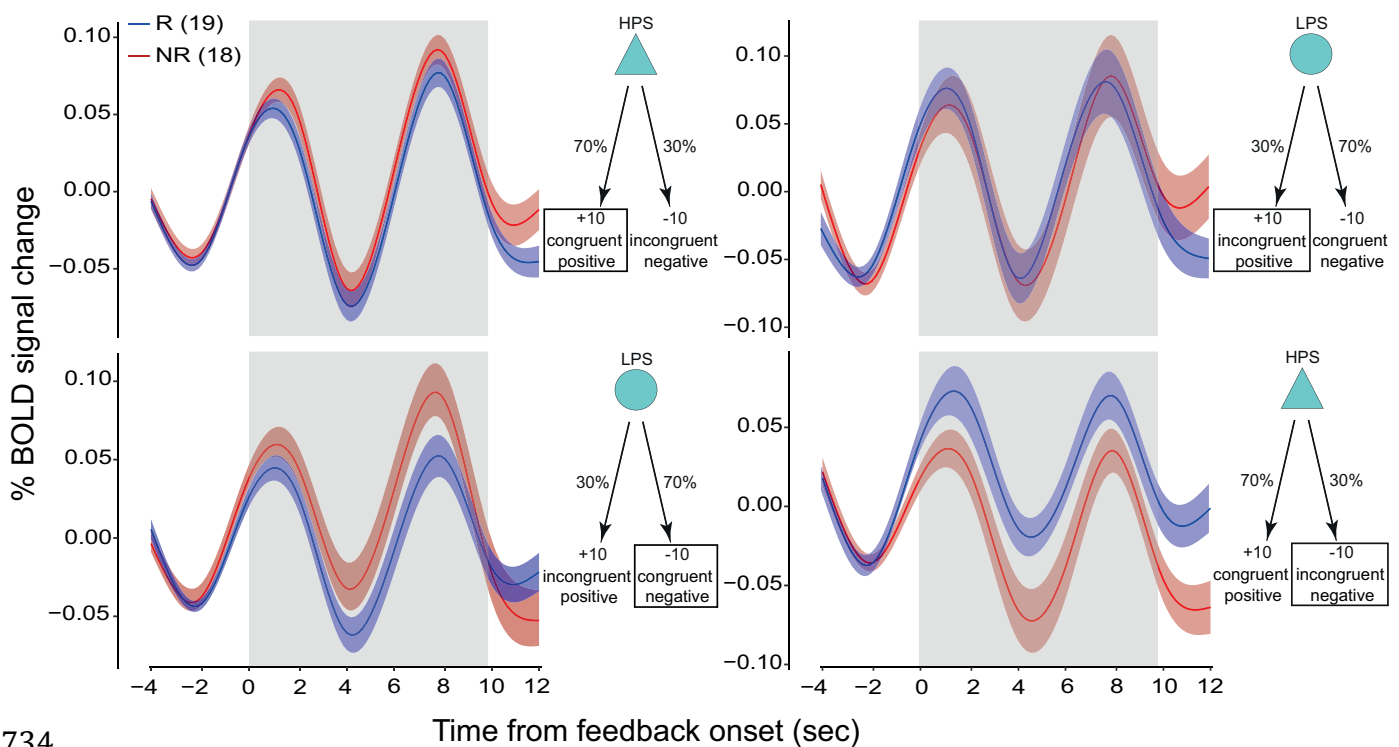 R (19)
NR (18)
% BOLD signal change
0.10
0.05
0.00
−0.05
HPS
70%
30%
+10
congruent
positive
-10
incongruent
negative
0.10
0.05
0.00
−0.05
−0.10
LPS
30%
70%
+10
incongruent
positive
-10
congruent
negative
0.10
0.05
0.00
−0.05
−4 −2 0 2 4 6 8 10 12
LPS
30%
70%
+10
incongruent
positive
-10
congruent
negative
0.05
0.00
−0.05
−0.10
−4 −2 0 2 4 6 8 10 12
HPS
70%
30%
+10
congruent
positive
-10
incongruent
negative
Time from feedback onset (sec)
734